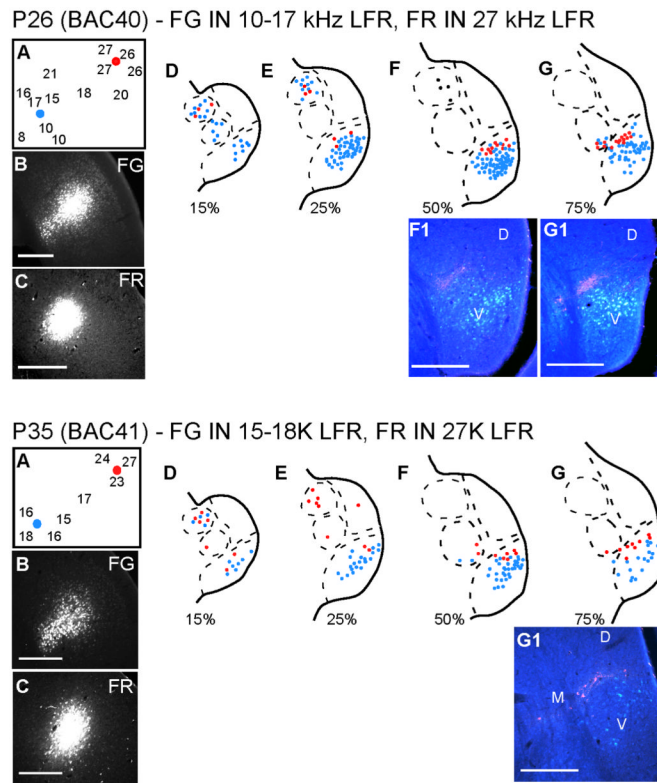 P26 (BAC40) - FG IN 10-17 kHz LFR, FR IN 27 kHz LFR
A
27
26
27
26
21
16
15
18
20
17
10
8
10
B
FG
C
FR
D
15%
E
25%
F
50%
G
75%
F1
D
V
G1
D
V
P35 (BAC41) - FG IN 15-18K LFR, FR IN 27K LFR
A
24
27
23
17
16
15
18
16
B
FG
C
FR
D
15%
E
25%
F
50%
G
75%
G1
D
M
V